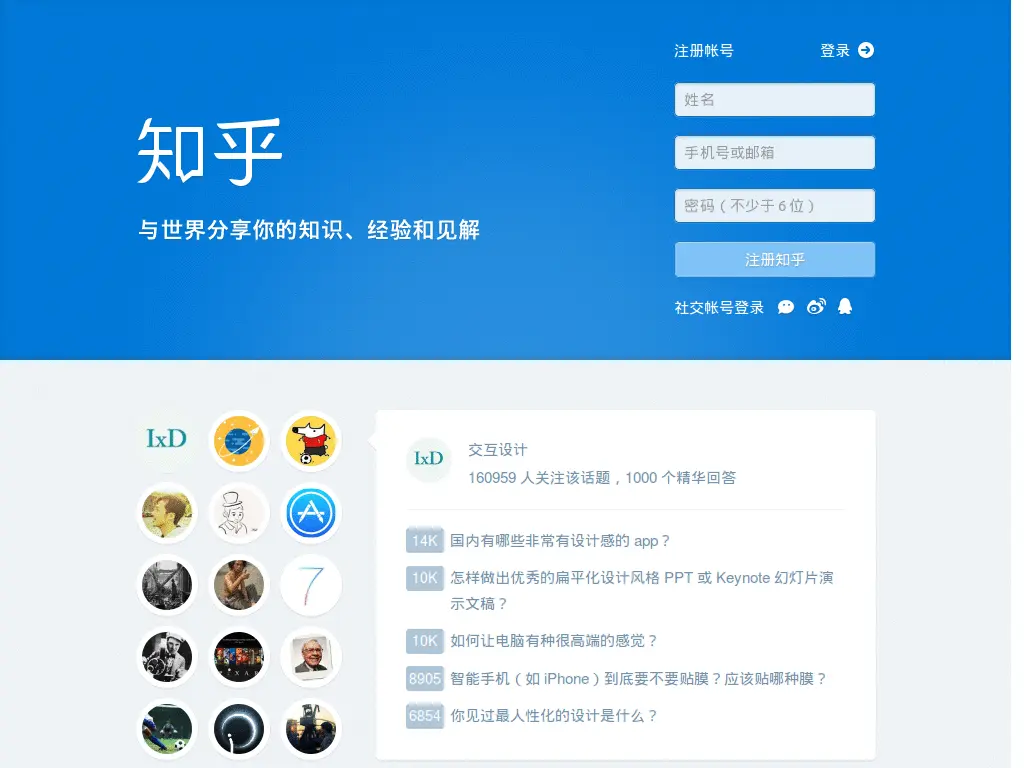 注册帐号
登录
姓名
手机号或邮箱
密码（不少于 6 位）
注册知乎
社交帐号登录
知乎
与世界分享你的知识、经验和见解
IxD
7
IxD
交互设计
160959 人关注该话题，1000 个精华回答
14K 国内有哪些非常有设计感的 app？
10K 怎样做出优秀的扁平化设计风格 PPT 或 Keynote 幻灯片演
示文稿？
10K 如何让电脑有种很高端的感觉？
8905 智能手机（如 iPhone）到底要不要贴膜？应该贴哪种膜？
6854 你见过最人性化的设计是什么？